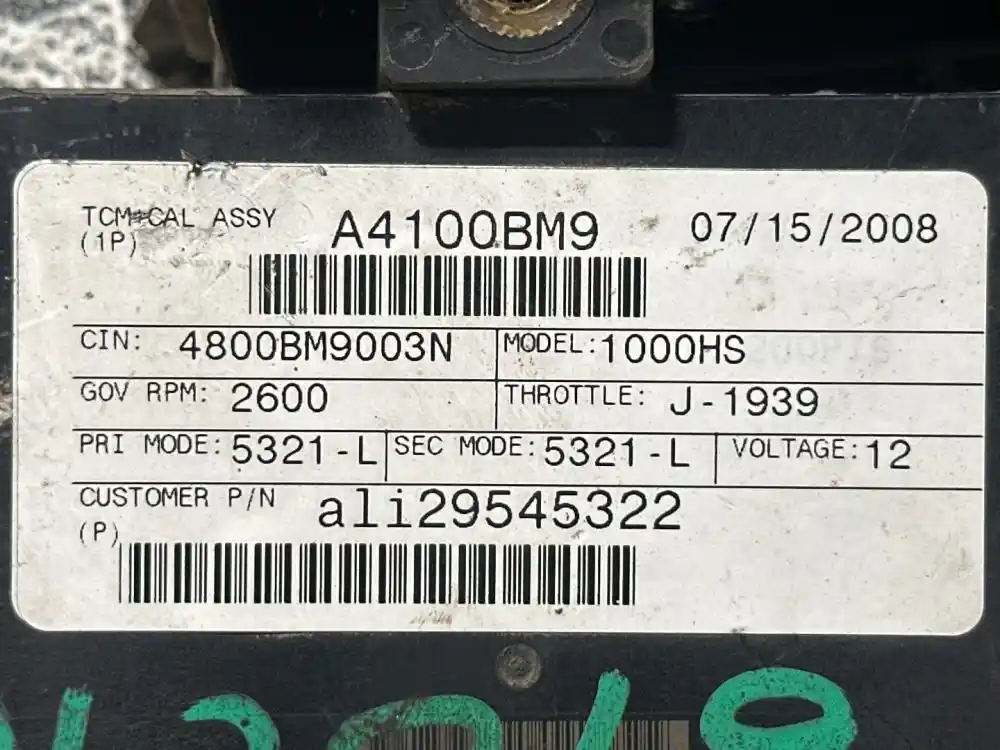 TCM+CAL ASSY A4100BM9 07/15/2008
(1P)
CIN: 4800BM9003N MODEL: 1000HS
GOV RPM: 2600 THROTTLE: J-1939
PRI MODE: 5321-L SEC MODE: 5321-L VOLTAGE: 12
CUSTOMER P/N ali29545322
(P)